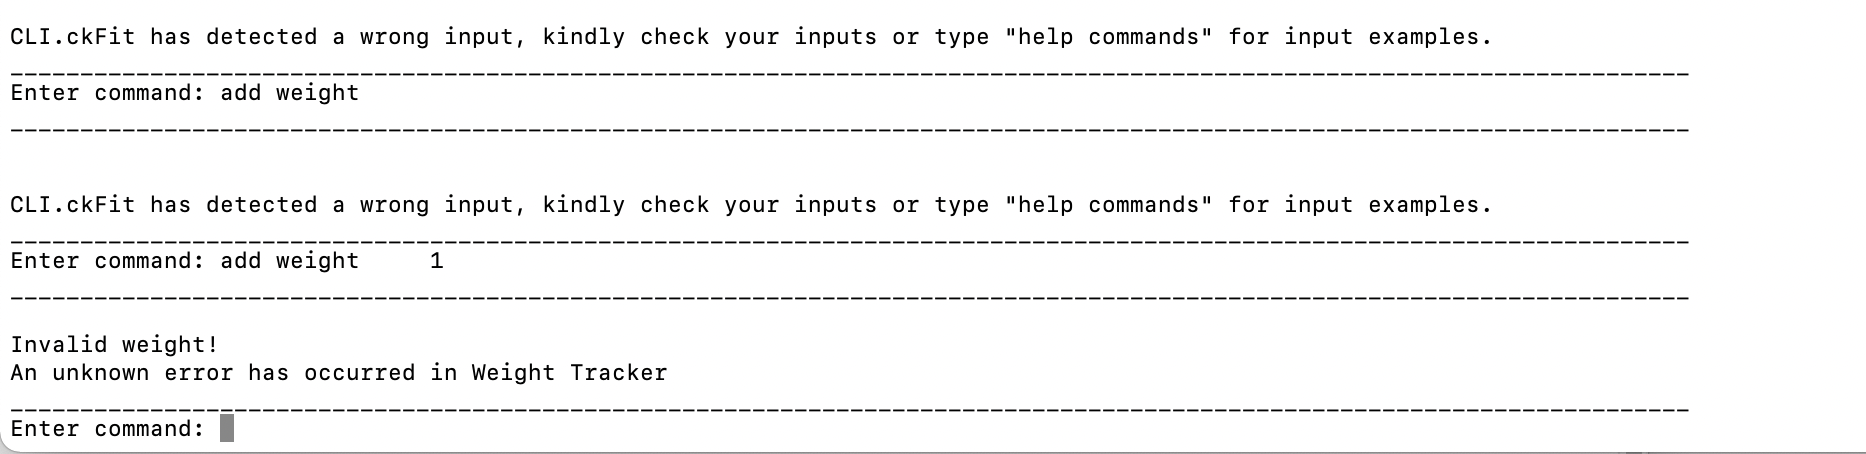 CLI.ckFit has detected a wrong input, kindly check your inputs or type "help commands" for input examples.
________________________________________________________________________________________________________________________
Enter command: add weight
________________________________________________________________________________________________________________________
CLI.ckFit has detected a wrong input, kindly check your inputs or type "help commands" for input examples.
________________________________________________________________________________________________________________________
Enter command: add weight     1
________________________________________________________________________________________________________________________
Invalid weight!
An unknown error has occurred in Weight Tracker
________________________________________________________________________________________________________________________
Enter command: